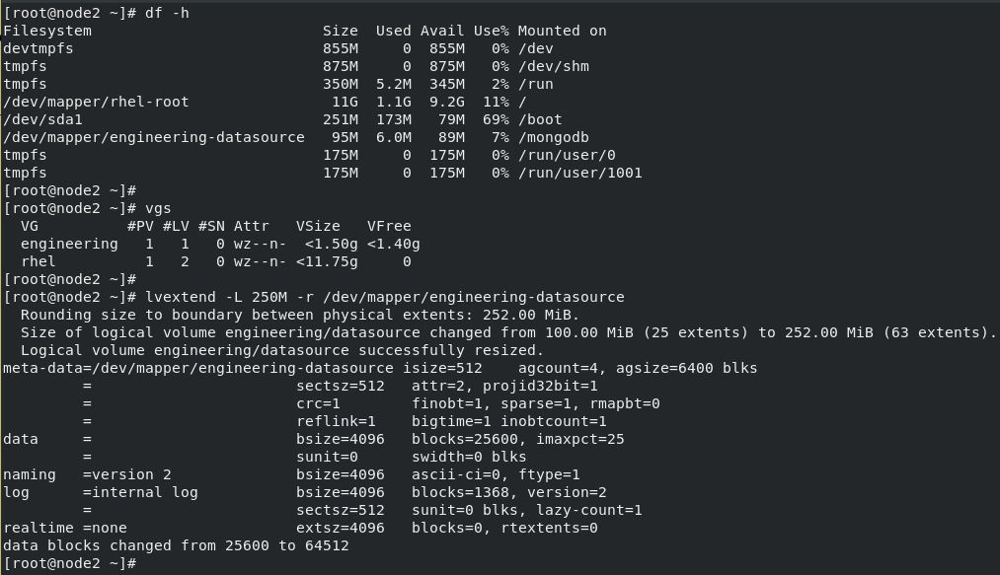 [root@node2 ~]# df -h
Filesystem                          Size  Used Avail Use% Mounted on
devtmpfs                            855M     0  855M   0% /dev
tmpfs                               875M     0  875M   0% /dev/shm
tmpfs                               350M  5.2M  345M   2% /run
/dev/mapper/rhel-root                11G  1.1G  9.2G  11% /
/dev/sda1                           251M  173M   79M  69% /boot
/dev/mapper/engineering-datasource   95M  6.0M   89M   7% /mongodb
tmpfs                               175M     0  175M   0% /run/user/0
tmpfs                               175M     0  175M   0% /run/user/1001
[root@node2 ~]#
[root@node2 ~]# vgs
  VG          #PV #LV #SN Attr   VSize   VFree
  engineering   1   1   0 wz--n-  <1.50g <1.40g
  rhel          1   2   0 wz--n- <11.75g     0
[root@node2 ~]#
[root@node2 ~]# lvextend -L 250M -r /dev/mapper/engineering-datasource
  Rounding size to boundary between physical extents: 252.00 MiB.
  Size of logical volume engineering/datasource changed from 100.00 MiB (25 extents) to 252.00 MiB (63 extents).
  Logical volume engineering/datasource successfully resized.
meta-data=/dev/mapper/engineering-datasource isize=512    agcount=4, agsize=6400 blks
         =                       sectsz=512   attr=2, projid32bit=1
         =                       crc=1        finobt=1, sparse=1, rmapbt=0
         =                       reflink=1    bigtime=1 inobtcount=1
data     =                       bsize=4096   blocks=25600, imaxpct=25
         =                       sunit=0      swidth=0 blks
naming   =version 2              bsize=4096   ascii-ci=0, ftype=1
log      =internal log           bsize=4096   blocks=1368, version=2
         =                       sectsz=512   sunit=0 blks, lazy-count=1
realtime =none                   extsz=4096   blocks=0, rtextents=0
data blocks changed from 25600 to 64512
[root@node2 ~]#